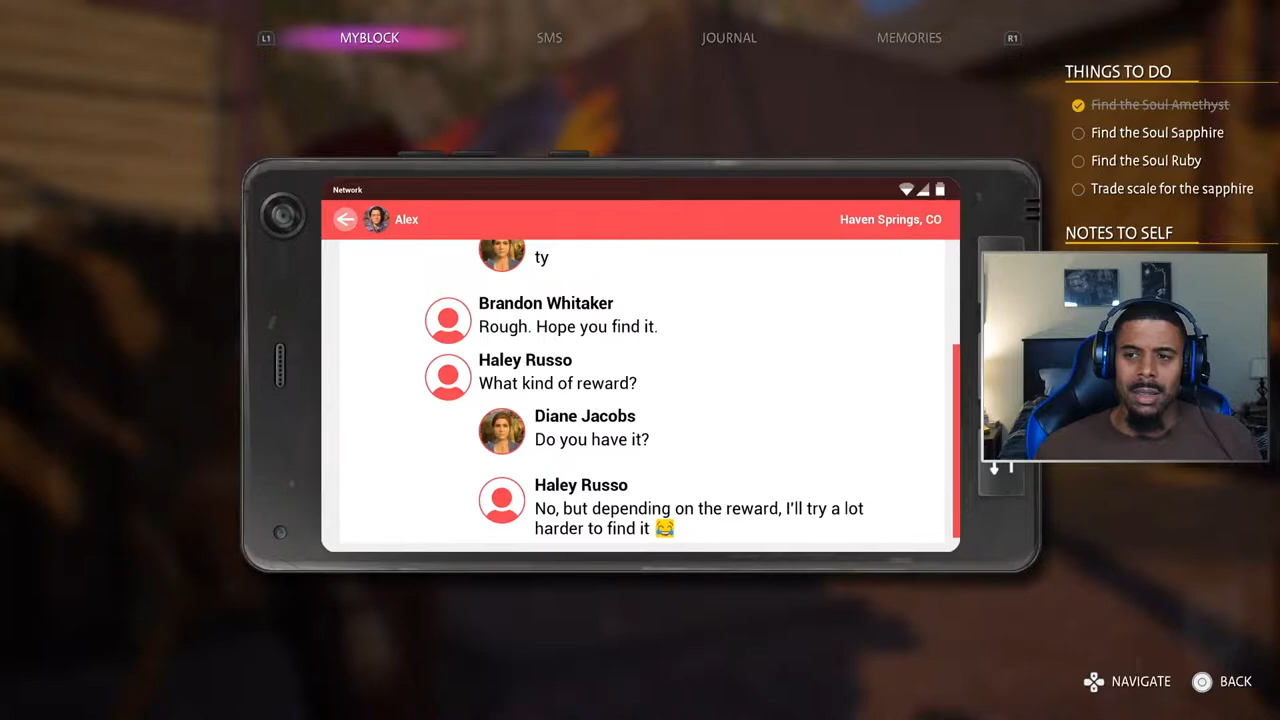 L1
MYBLOCK
SMS
JOURNAL
MEMORIES
R1
THINGS TO DO
Find the Soul Amethyst
Find the Soul Sapphire
Find the Soul Ruby
Trade scale for the sapphire
NOTES TO SELF
Network
Alex
Haven Springs, CO
ty
Brandon Whitaker
Rough. Hope you find it.
Haley Russo
What kind of reward?
Diane Jacobs
Do you have it?
Haley Russo
No, but depending on the reward, I'll try a lot
harder to find it 😂
NAVIGATE
BACK